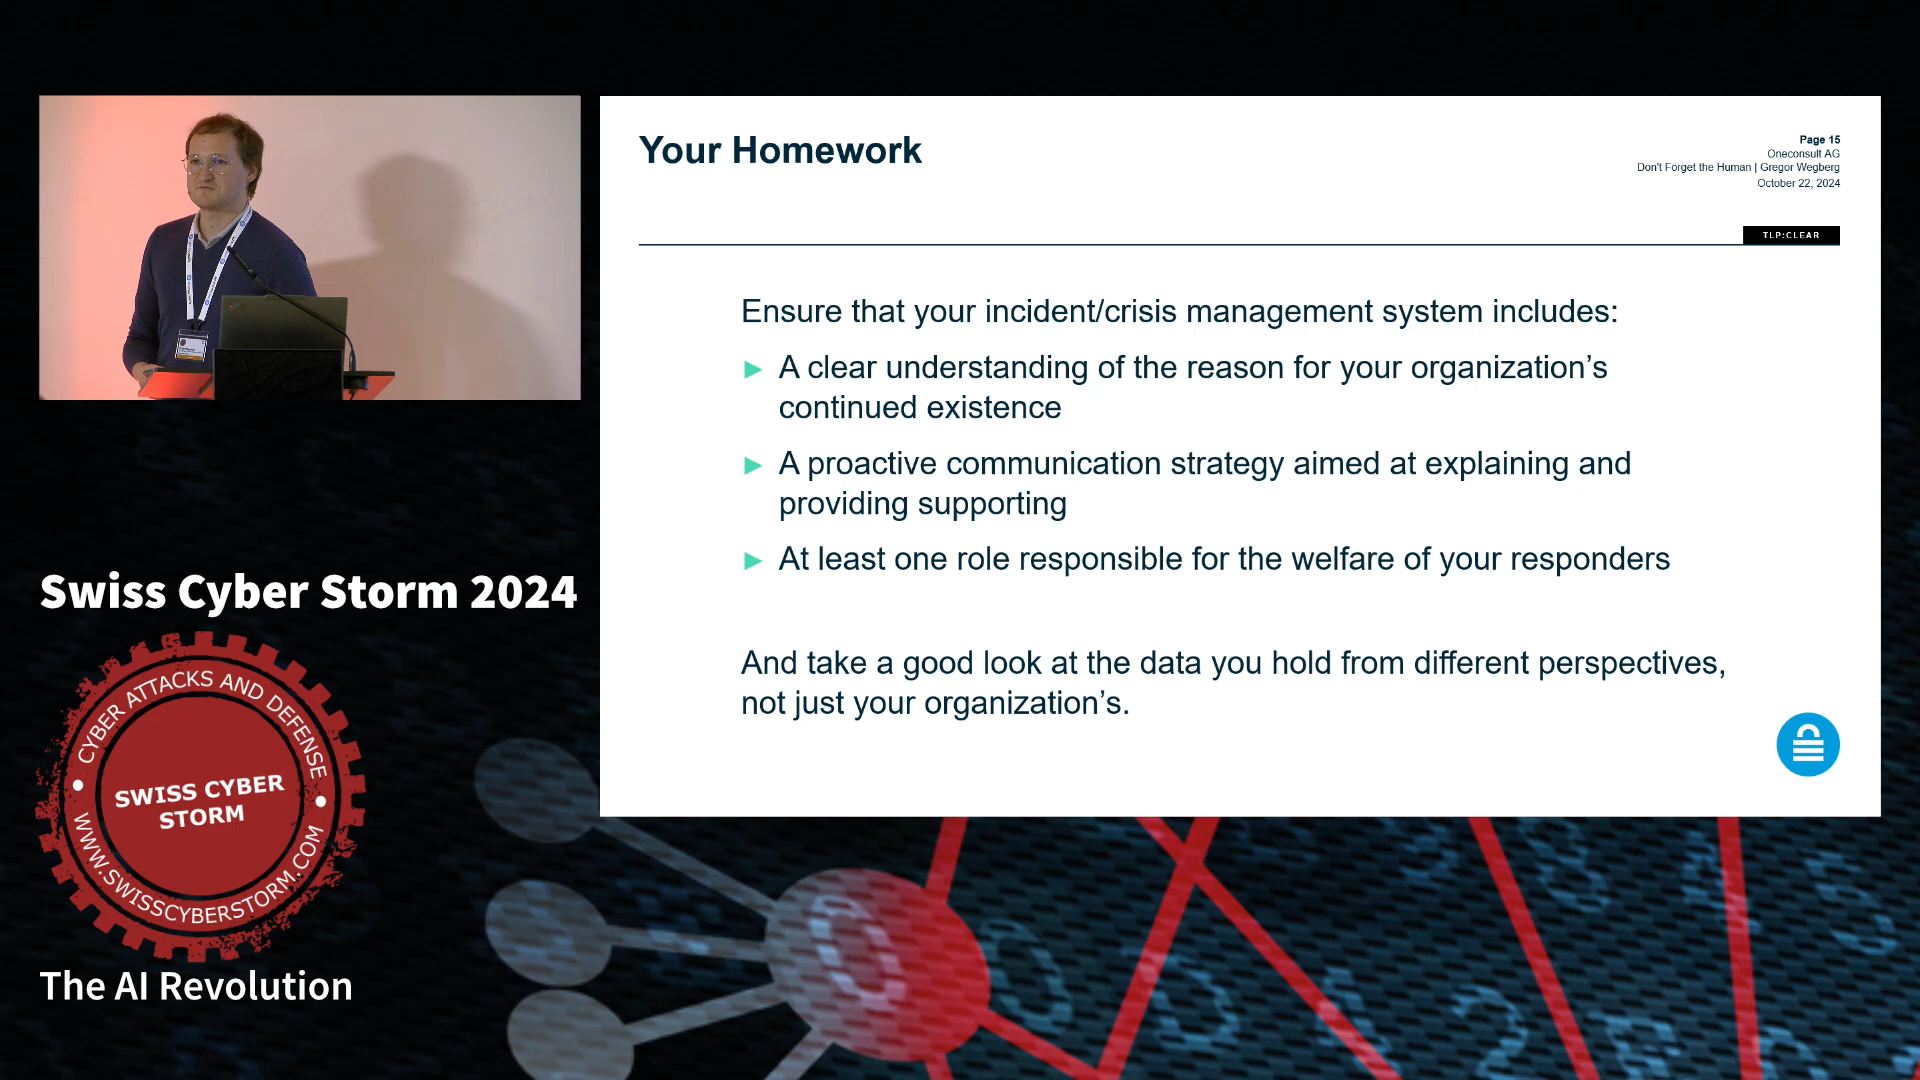 Your Homework
Page 15
Oneconsult AG
Don't Forget the Human | Gregor Wegberg
October 22, 2024
TLP:CLEAR
Ensure that your incident/crisis management system includes:
► A clear understanding of the reason for your organization’s
continued existence
► A proactive communication strategy aimed at explaining and
providing supporting
► At least one role responsible for the welfare of your responders
And take a good look at the data you hold from different perspectives,
not just your organization’s.
Swiss Cyber Storm 2024
CYBER ATTACKS AND DEFENSE
SWISS CYBER
STORM
WWW.SWISSCYBERSTORM.COM
The AI Revolution